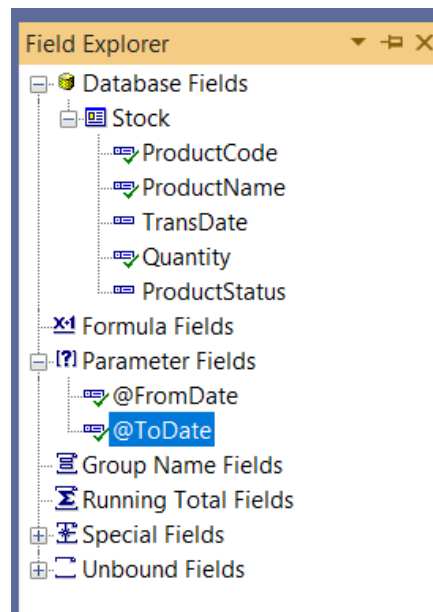 Field Explorer
Database Fields
Stock
ProductCode
ProductName
TransDate
Quantity
ProductStatus
Formula Fields
Parameter Fields
@FromDate
@ToDate
Group Name Fields
Running Total Fields
Special Fields
Unbound Fields